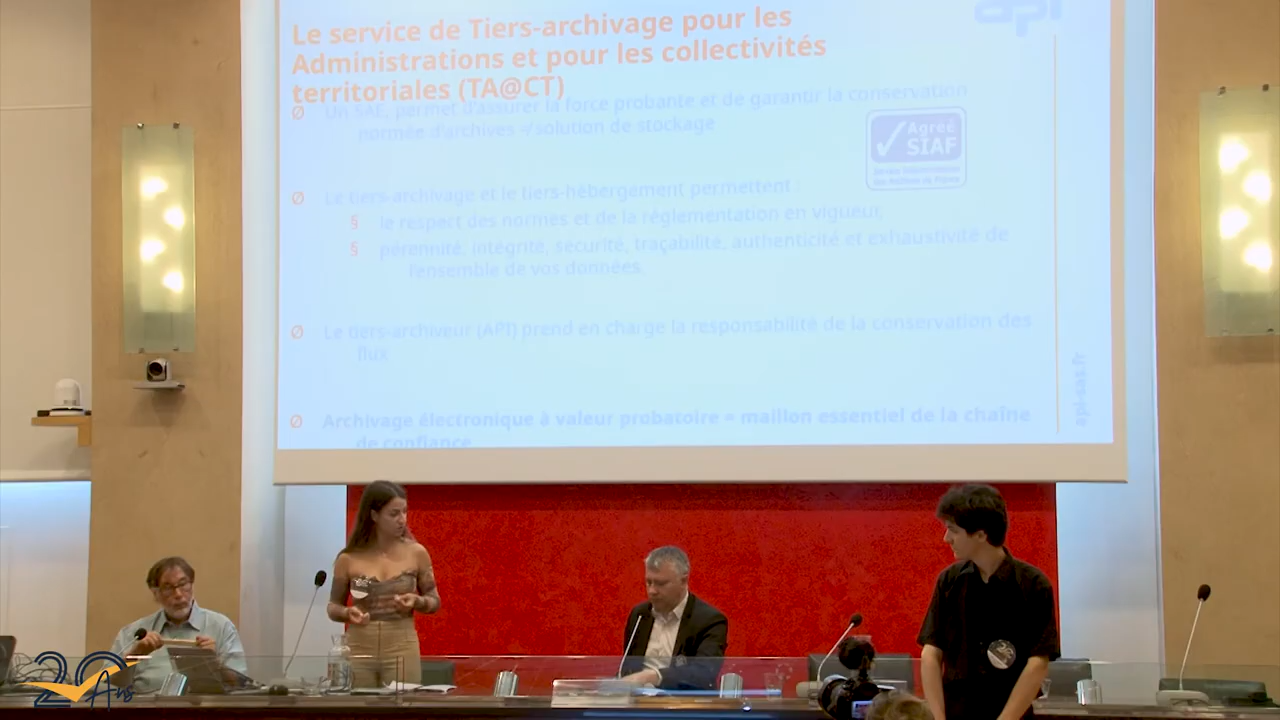 api
Le service de Tiers-archivage pour les
Administrations et pour les collectivités
territoriales (TA@CT)
Ø Un SAE, permet d'assurer la force probante et de garantir la conservation
normée d'archives ≠ solution de stockage
Agréé
SIAF
Ø Le tiers-archivage et le tiers-hébergement permettent :
§ le respect des normes et de la réglementation en vigueur,
§ pérennité, intégrité, sécurité, traçabilité, authenticité et exhaustivité de
l'ensemble de vos données.
Ø Le tiers-archiveur (API) prend en charge la responsabilité de la conservation des
flux
Ø Archivage électronique à valeur probatoire = maillon essentiel de la chaîne
de confiance
api-sas.fr
20
Ans